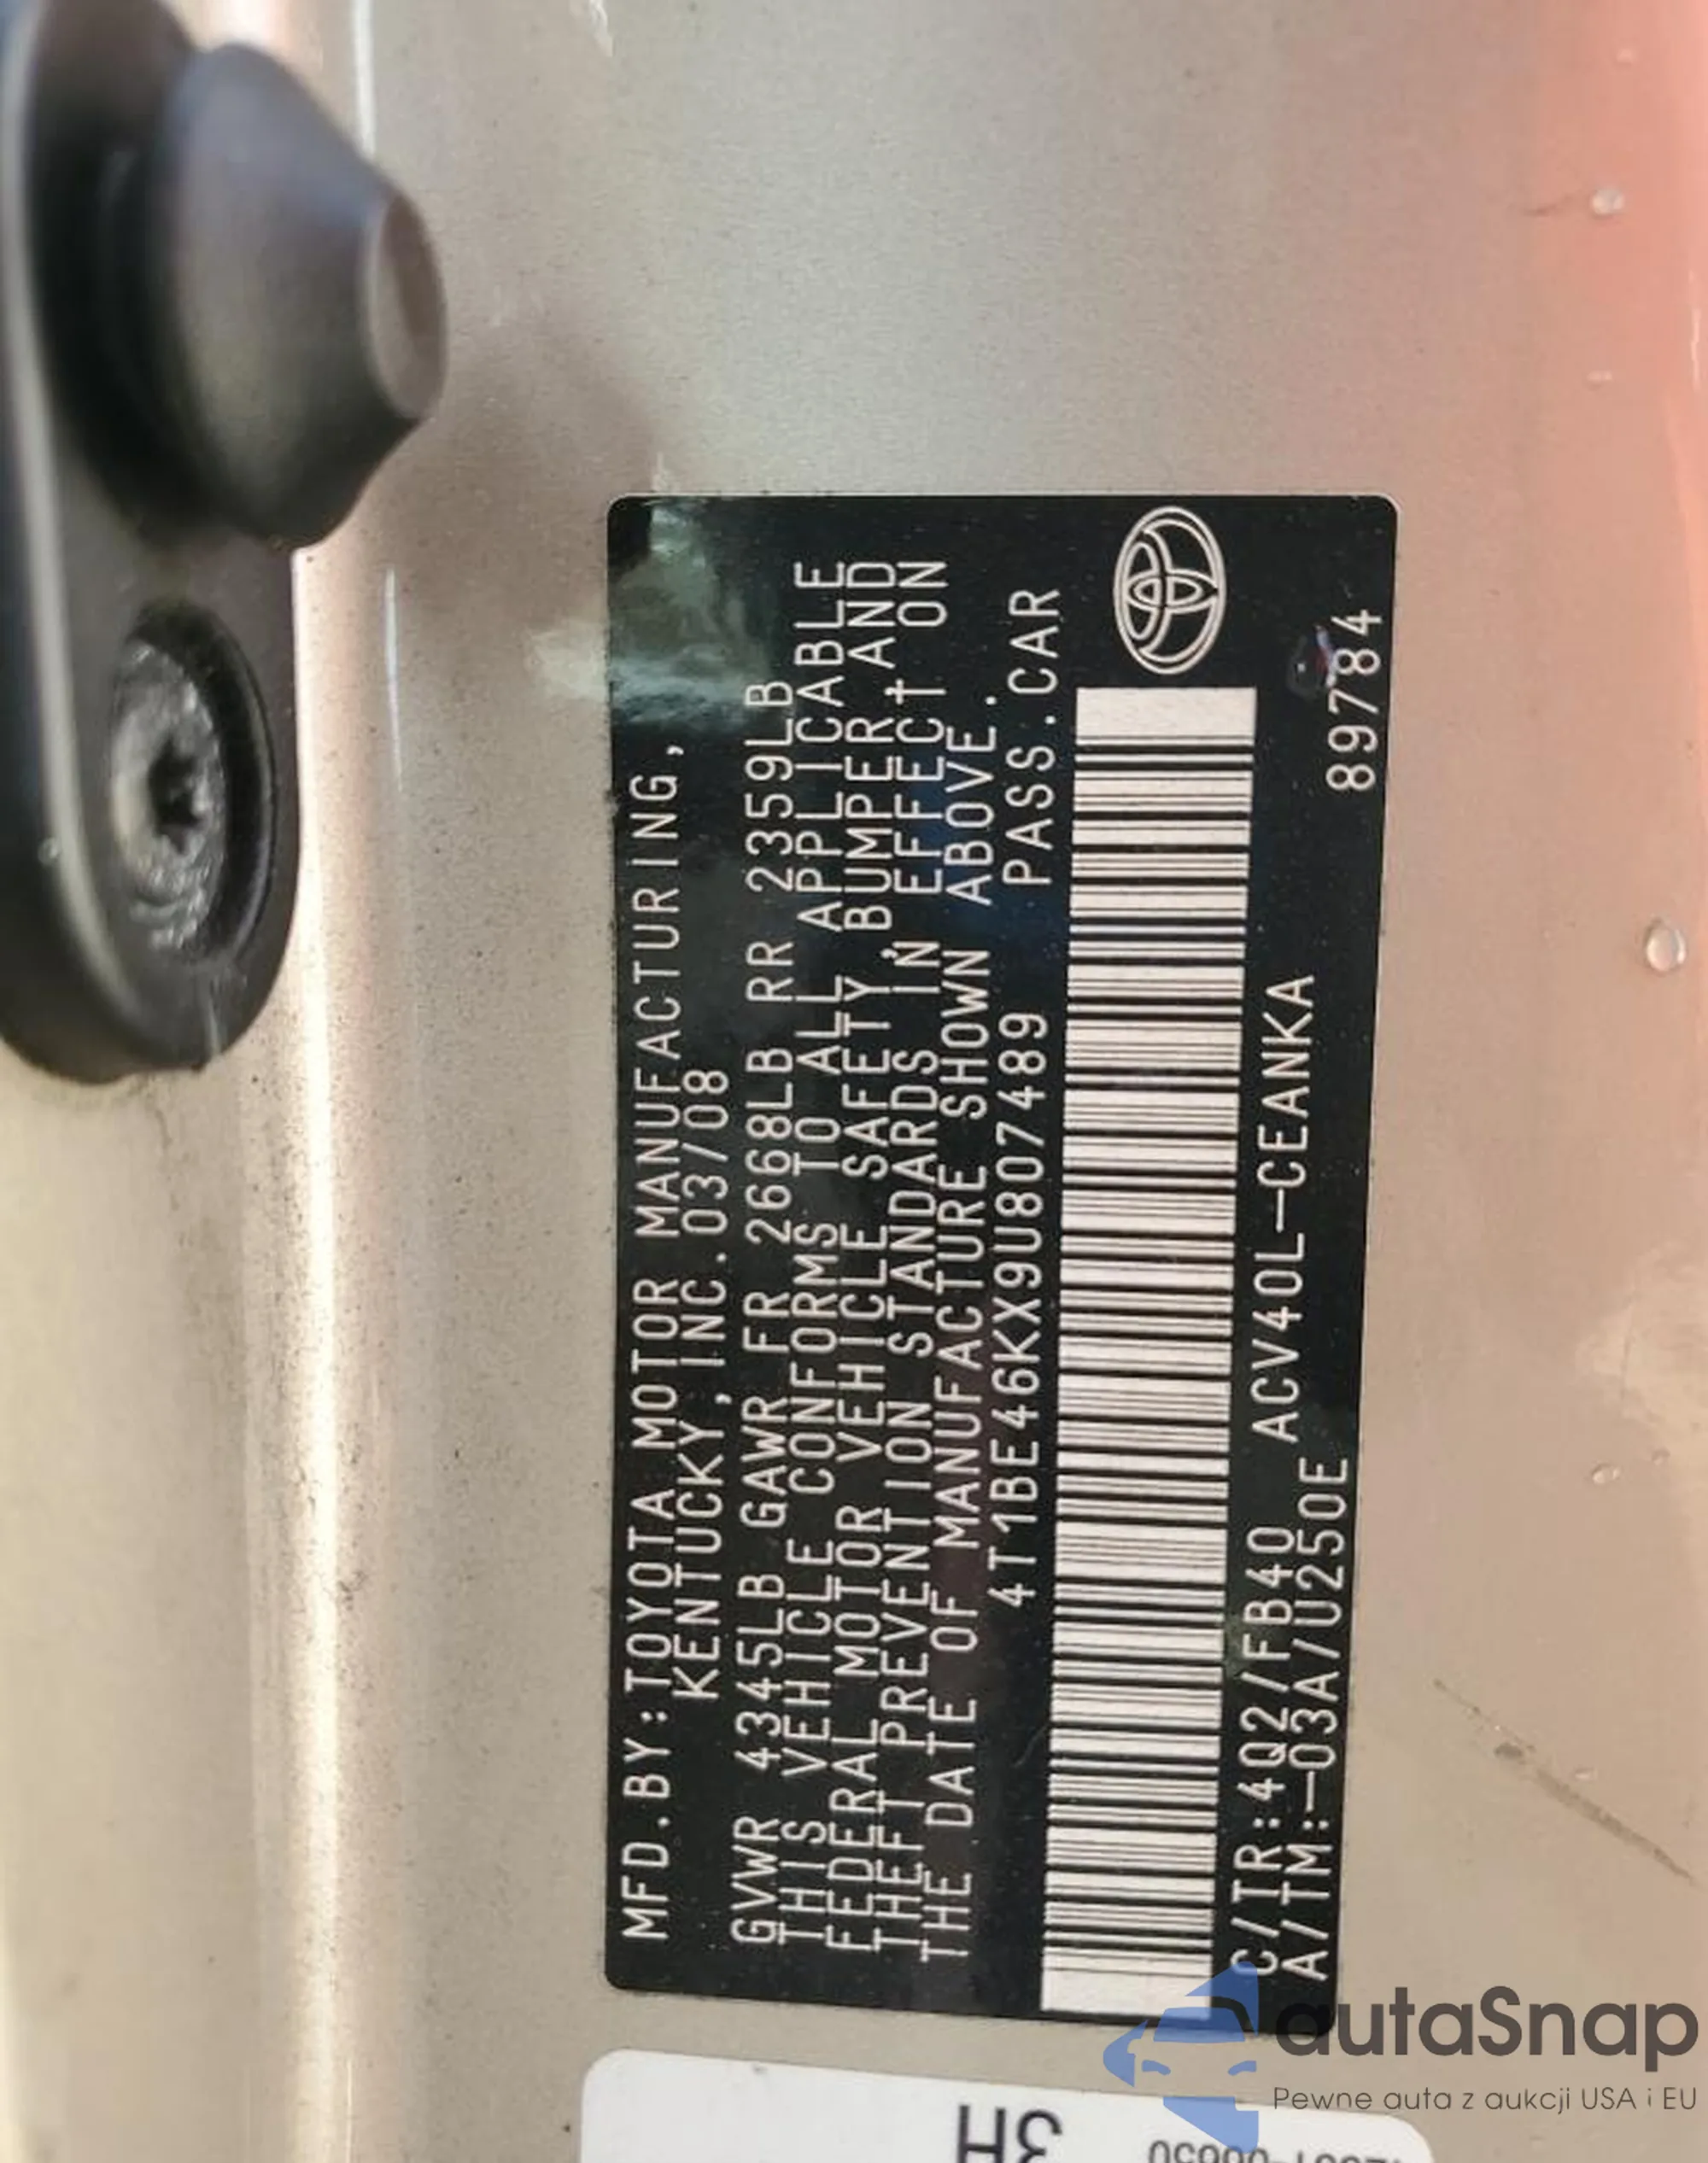 MFD.BY:TOYOTA MOTOR MANUFACTURING,
KENTUCKY,INC.03/08
GVWR 4345LB GAWR FR 2668LB RR 2359LB
THIS VEHICLE CONFORMS TO ALL APPLICABLE
FEDERAL MOTOR VEHICLE SAFETY, BUMPER AND
THEFT PREVENTION STANDARDS IN EFFECT ON
THE DATE OF MANUFACTURE SHOWN ABOVE.
4T1BE46KX9U807489 PASS.CAR
C/TR:4Q2/FB40 ACV40L-CEANKA
A/TM:-03A/U250E 89784
3H
autaSnap
Pewne auta z aukcji USA i EU